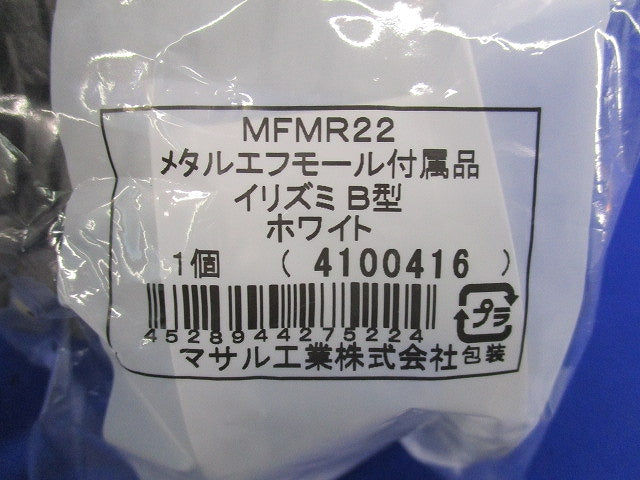 MFMR22
メタルエフモール付属品
イリズミB型
ホワイト
1個 (4100416)
4528944275224
プラ
マサル工業株式会社 包装